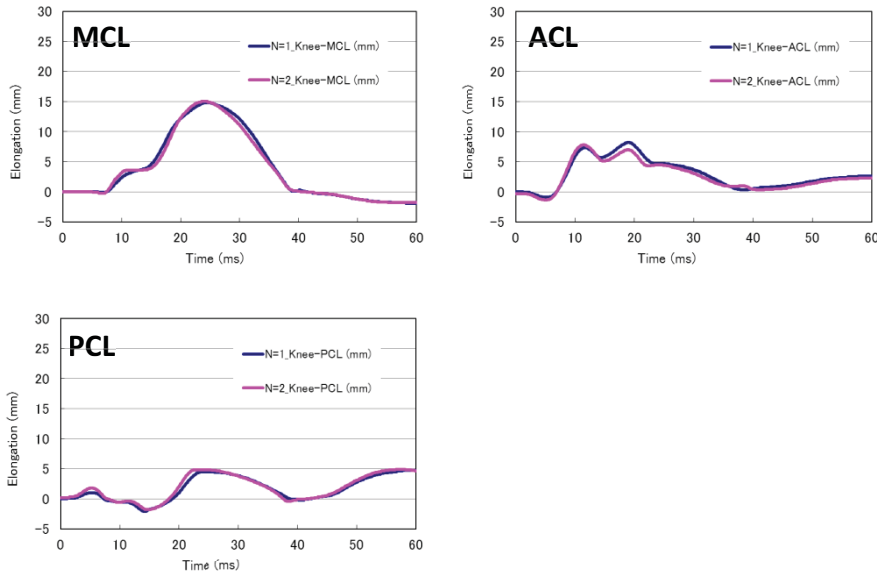 MCL
N=1_Knee-MCL (mm)
N=2_Knee-MCL (mm)
Elongation (mm)
30
25
20
15
10
5
0
-5
0 10 20 30 40 50 60
Time (ms)
ACL
N=1_Knee-ACL (mm)
N=2_Knee-ACL (mm)
Elongation (mm)
30
25
20
15
10
5
0
-5
0 10 20 30 40 50 60
Time (ms)
PCL
N=1_Knee-PCL (mm)
N=2_Knee-PCL (mm)
Elongation (mm)
30
25
20
15
10
5
0
-5
0 10 20 30 40 50 60
Time (ms)